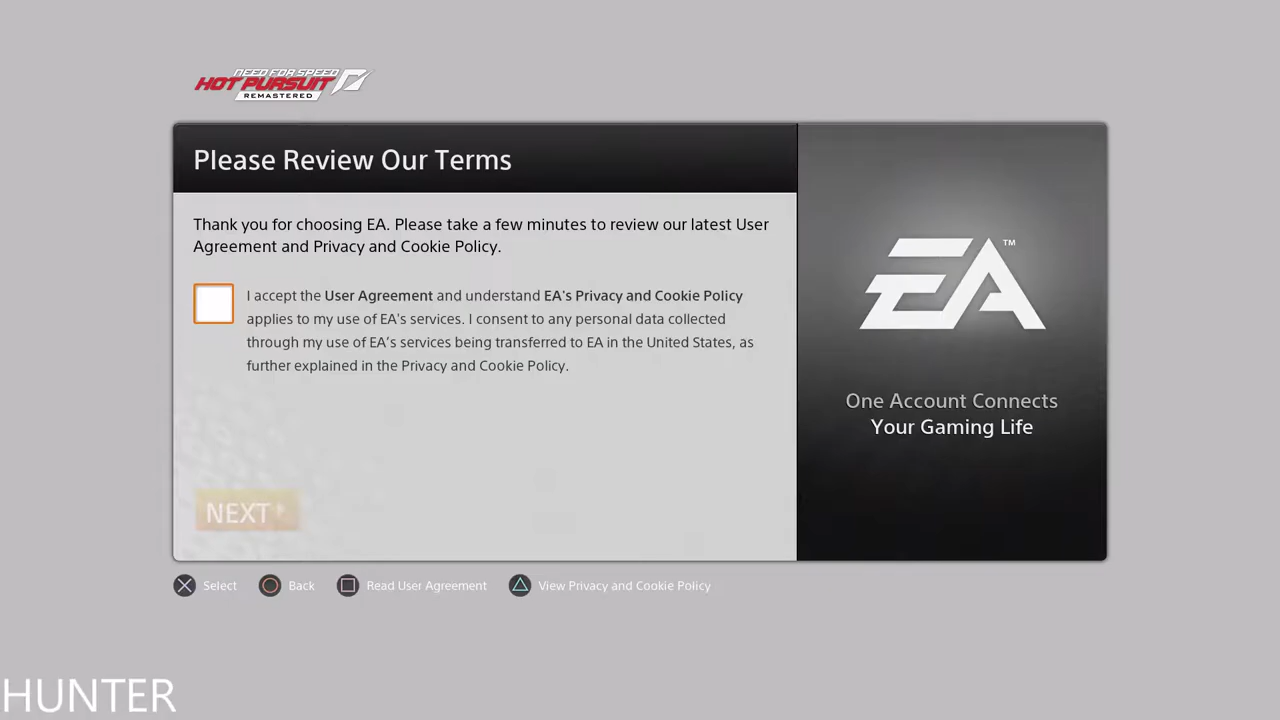 NEED FOR SPEED
HOT PURSUIT
REMASTERED
Please Review Our Terms
Thank you for choosing EA. Please take a few minutes to review our latest User
Agreement and Privacy and Cookie Policy.
I accept the User Agreement and understand EA's Privacy and Cookie Policy
applies to my use of EA's services. I consent to any personal data collected
through my use of EA's services being transferred to EA in the United States, as
further explained in the Privacy and Cookie Policy.
NEXT
EA™
One Account Connects
Your Gaming Life
Select Back Read User Agreement View Privacy and Cookie Policy
HUNTER